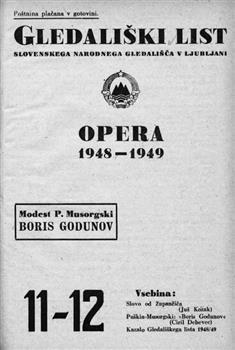 Poštnina plačana v gotovini.
GLEDALIŠKI LIST
SLOVENSKEGA NARODNEGA GLEDALIŠČA V LJUBLJANI
OPERA
1948—1949
Modest P. Musorgski
BORIS GODUNOV
11-12
Vsebina:
Slovo od Župančiča
(Juš Kozak)
Puškin-Musorgski: »Boris Godunov«
(Ciril Debevec)
Kazalo Gledališkega lista 1948/49